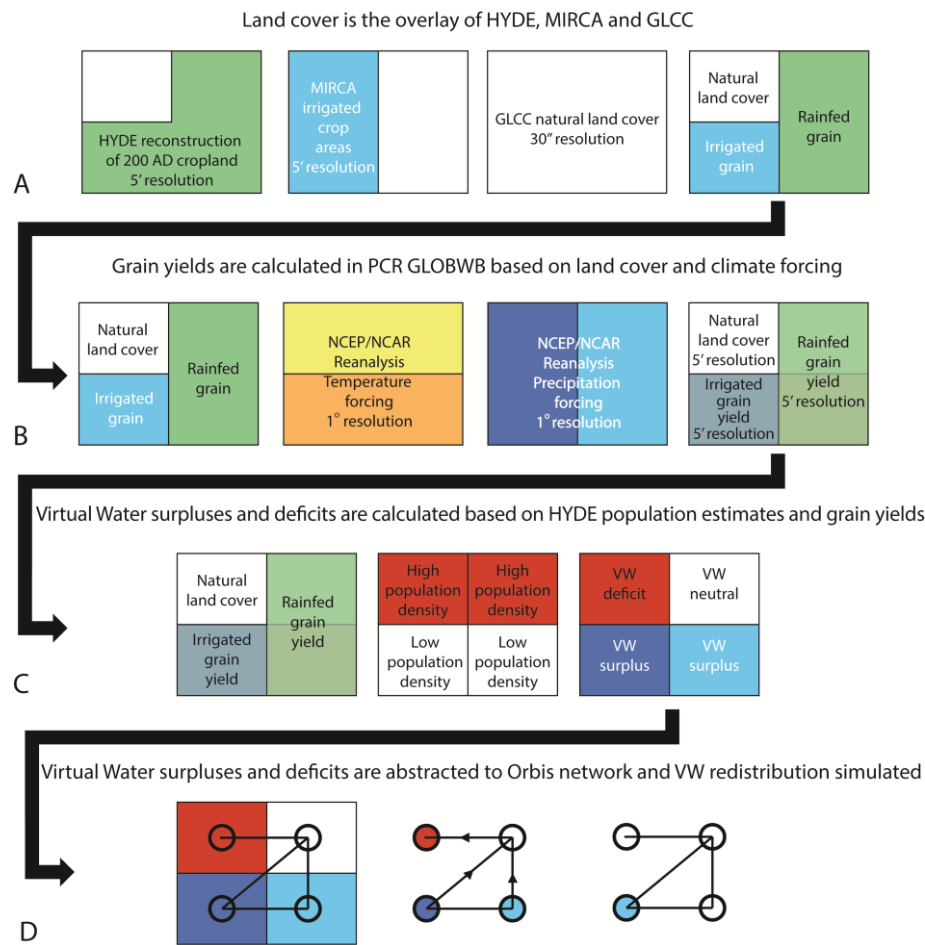 Land cover is the overlay of HYDE, MIRCA and GLCC
HYDE reconstruction
of 200 AD cropland
5’ resolution
MIRCA
irrigated
crop
areas
5’ resolution
GLCC natural land cover
30” resolution
Natural
land cover
Irrigated
grain
Rainfed
grain
A
Grain yields are calculated in PCR GLOBWB based on land cover and climate forcing
Natural
land cover
Irrigated
grain
Rainfed
grain
NCEP/NCAR
Reanalysis
Temperature
forcing
1° resolution
NCEP/NCAR
Reanalysis
Precipitation
forcing
1° resolution
Natural
land cover
5’ resolution
Irrigated
grain
yield
5’ resolution
Rainfed
grain
yield
5’ resolution
B
Virtual Water surpluses and deficits are calculated based on HYDE population estimates and grain yields
Natural
land cover
Irrigated
grain
yield
Rainfed
grain
yield
High
population
density
High
population
density
Low
population
density
Low
population
density
VW
deficit
VW
neutral
VW
surplus
VW
surplus
C
Virtual Water surpluses and deficits are abstracted to Orbis network and VW redistribution simulated
D